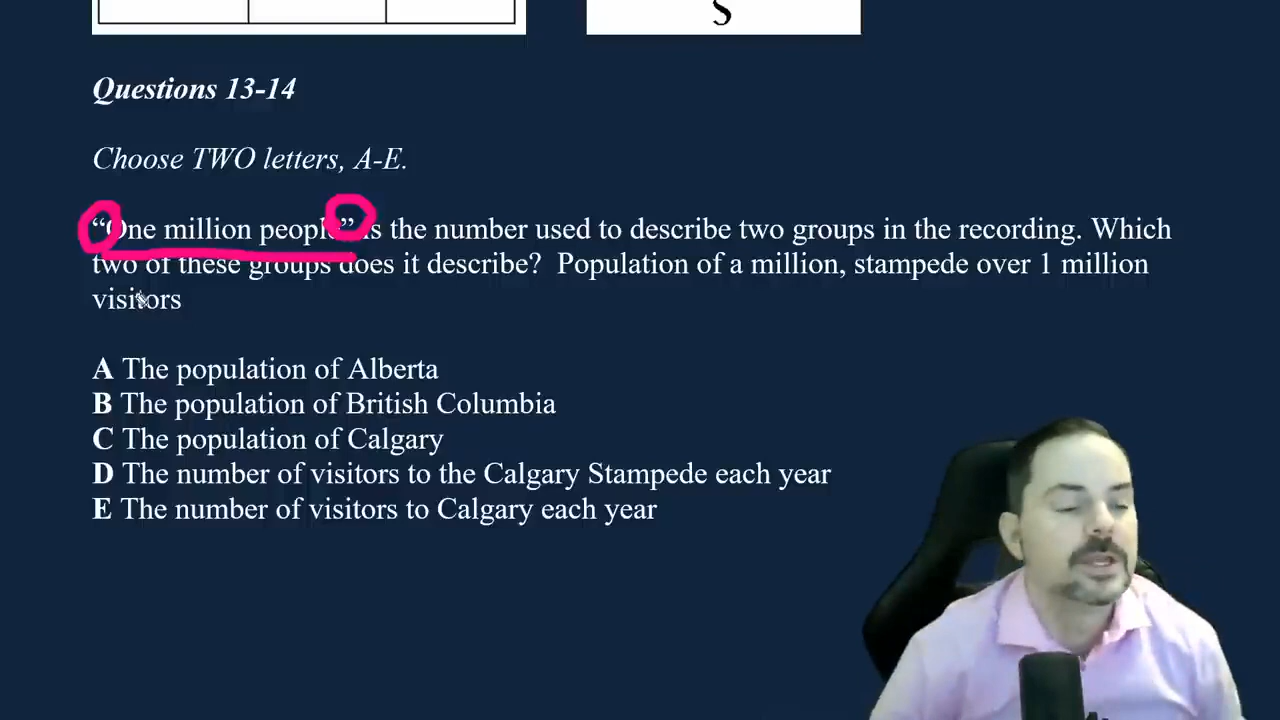 S
Questions 13-14
Choose TWO letters, A-E.
“One million people” is the number used to describe two groups in the recording. Which
two of these groups does it describe? Population of a million, stampede over 1 million
visitors
A The population of Alberta
B The population of British Columbia
C The population of Calgary
D The number of visitors to the Calgary Stampede each year
E The number of visitors to Calgary each year